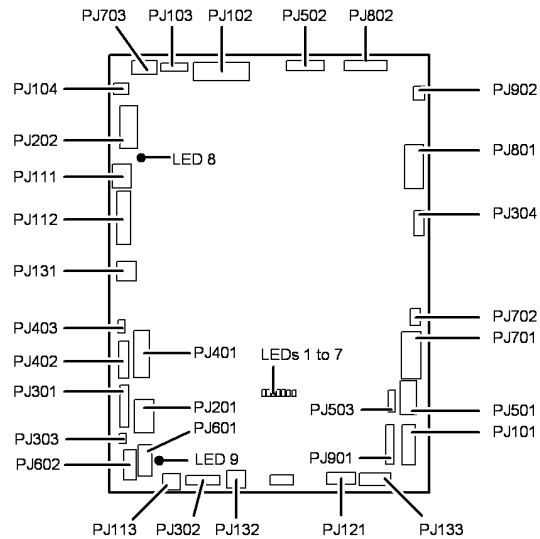 PJ703 PJ103 PJ102 PJ502 PJ802
PJ104 PJ902
PJ202
LED 8 PJ801
PJ111
PJ112 PJ304
PJ131
PJ702
PJ403
PJ402 PJ401 LEDs 1 to 7 PJ701
PJ301
PJ201 PJ503 PJ501
PJ303 PJ601 PJ101
PJ602 LED 9 PJ901
PJ113 PJ302 PJ132 PJ121 PJ133